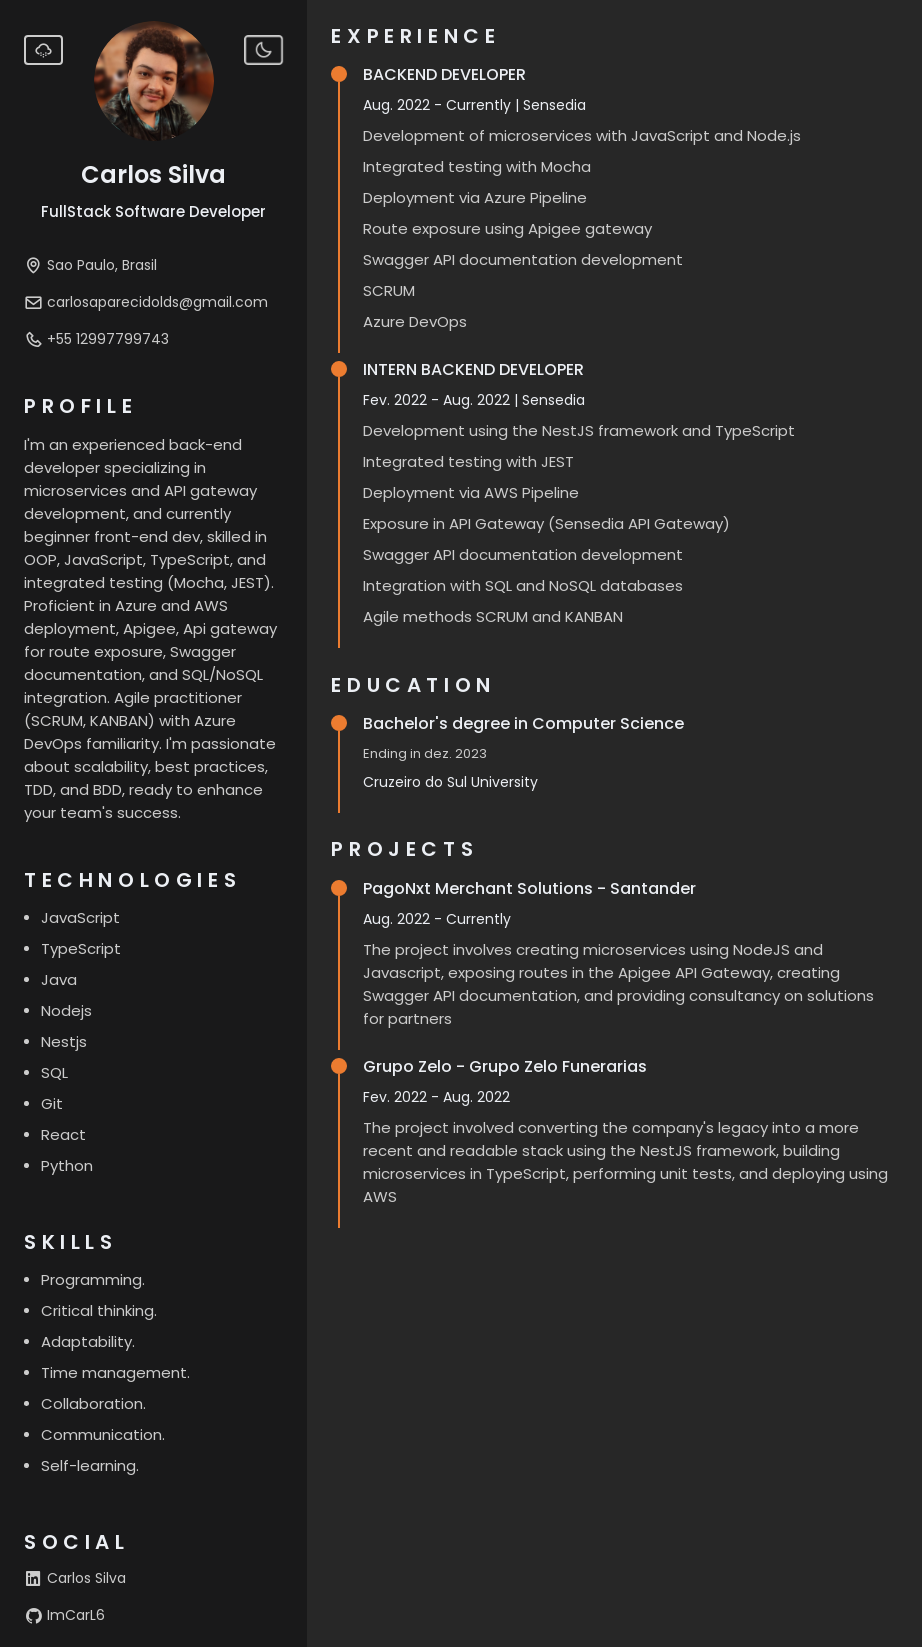 Carlos Silva
FullStack Software Developer
Sao Paulo, Brasil
carlosaparecidolds@gmail.com
+55 12997799743
PROFILE
I'm an experienced back-end
developer specializing in
microservices and API gateway
development, and currently
beginner front-end dev, skilled in
OOP, JavaScript, TypeScript, and
integrated testing (Mocha, JEST).
Proficient in Azure and AWS
deployment, Apigee, Api gateway
for route exposure, Swagger
documentation, and SQL/NoSQL
integration. Agile practitioner
(SCRUM, KANBAN) with Azure
DevOps familiarity. I'm passionate
about scalability, best practices,
TDD, and BDD, ready to enhance
your team's success.
TECHNOLOGIES
• JavaScript
• TypeScript
• Java
• Nodejs
• Nestjs
• SQL
• Git
• React
• Python
SKILLS
• Programming.
• Critical thinking.
• Adaptability.
• Time management.
• Collaboration.
• Communication.
• Self-learning.
SOCIAL
Carlos Silva
ImCarL6
EXPERIENCE
BACKEND DEVELOPER
Aug. 2022 - Currently | Sensedia
Development of microservices with JavaScript and Node.js
Integrated testing with Mocha
Deployment via Azure Pipeline
Route exposure using Apigee gateway
Swagger API documentation development
SCRUM
Azure DevOps
INTERN BACKEND DEVELOPER
Fev. 2022 - Aug. 2022 | Sensedia
Development using the NestJS framework and TypeScript
Integrated testing with JEST
Deployment via AWS Pipeline
Exposure in API Gateway (Sensedia API Gateway)
Swagger API documentation development
Integration with SQL and NoSQL databases
Agile methods SCRUM and KANBAN
EDUCATION
Bachelor's degree in Computer Science
Ending in dez. 2023
Cruzeiro do Sul University
PROJECTS
PagoNxt Merchant Solutions - Santander
Aug. 2022 - Currently
The project involves creating microservices using NodeJS and
Javascript, exposing routes in the Apigee API Gateway, creating
Swagger API documentation, and providing consultancy on solutions
for partners
Grupo Zelo - Grupo Zelo Funerarias
Fev. 2022 - Aug. 2022
The project involved converting the company's legacy into a more
recent and readable stack using the NestJS framework, building
microservices in TypeScript, performing unit tests, and deploying using
AWS